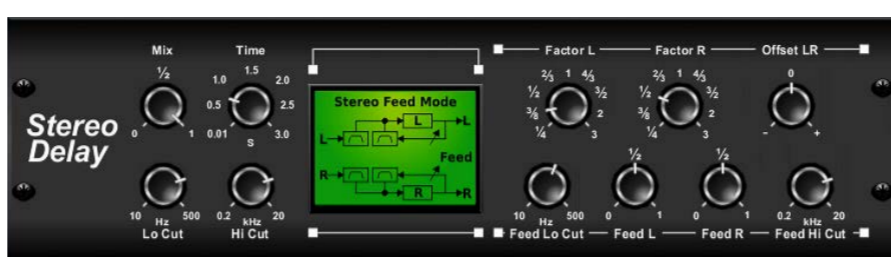 Mix
Time
Factor L
Factor R
Offset LR
½
1.0
1.5
2.0
0.5
2.5
0.01
3.0
S
0
1
Stereo
Delay
Stereo Feed Mode
L
L
L
Feed
R
R
R
¼
⅜
½
⅔
1
4⁄3
3⁄2
2
3
¼
⅜
½
⅔
1
4⁄3
3⁄2
2
3
0
-
+
10
Hz
500
Lo Cut
0.2
kHz
20
Hi Cut
10
Hz
500
Feed Lo Cut
0
½
1
Feed L
0
½
1
Feed R
0.2
kHz
20
Feed Hi Cut